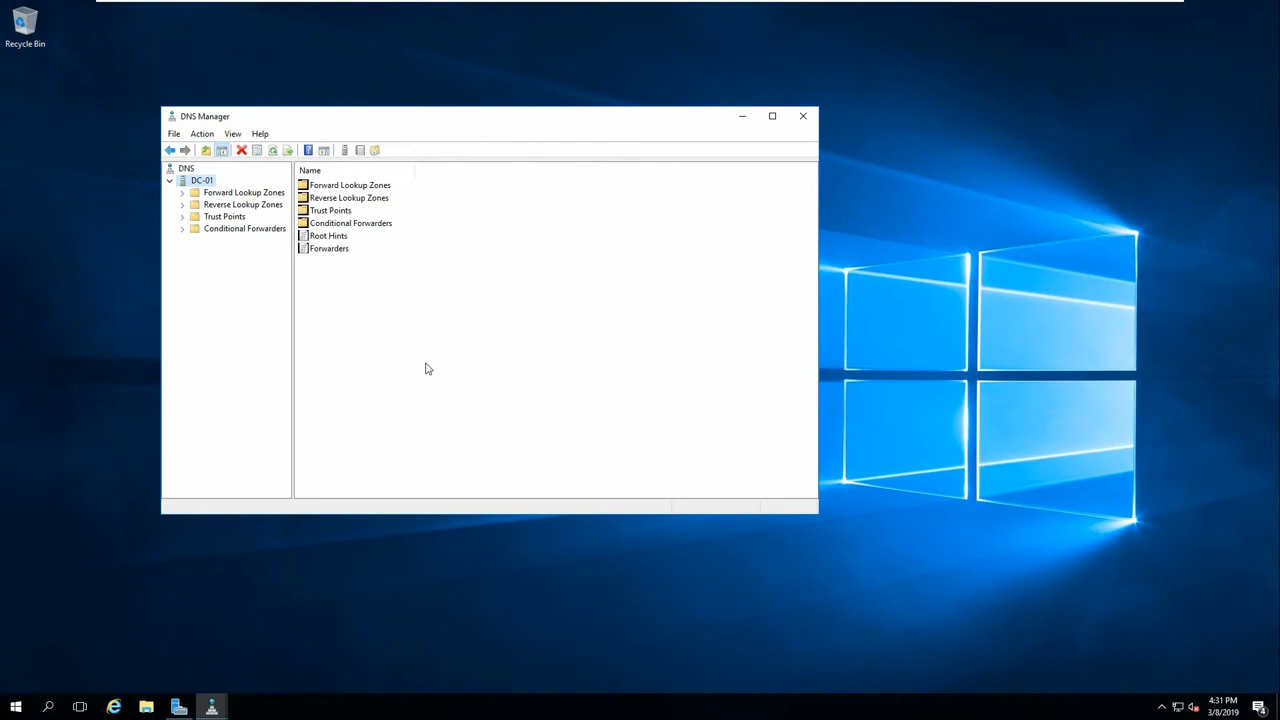 Recycle Bin
DNS Manager
File Action View Help
DNS
DC-01
Forward Lookup Zones
Reverse Lookup Zones
Trust Points
Conditional Forwarders
Name
Forward Lookup Zones
Reverse Lookup Zones
Trust Points
Conditional Forwarders
Root Hints
Forwarders
4:31 PM
3/8/2019
4